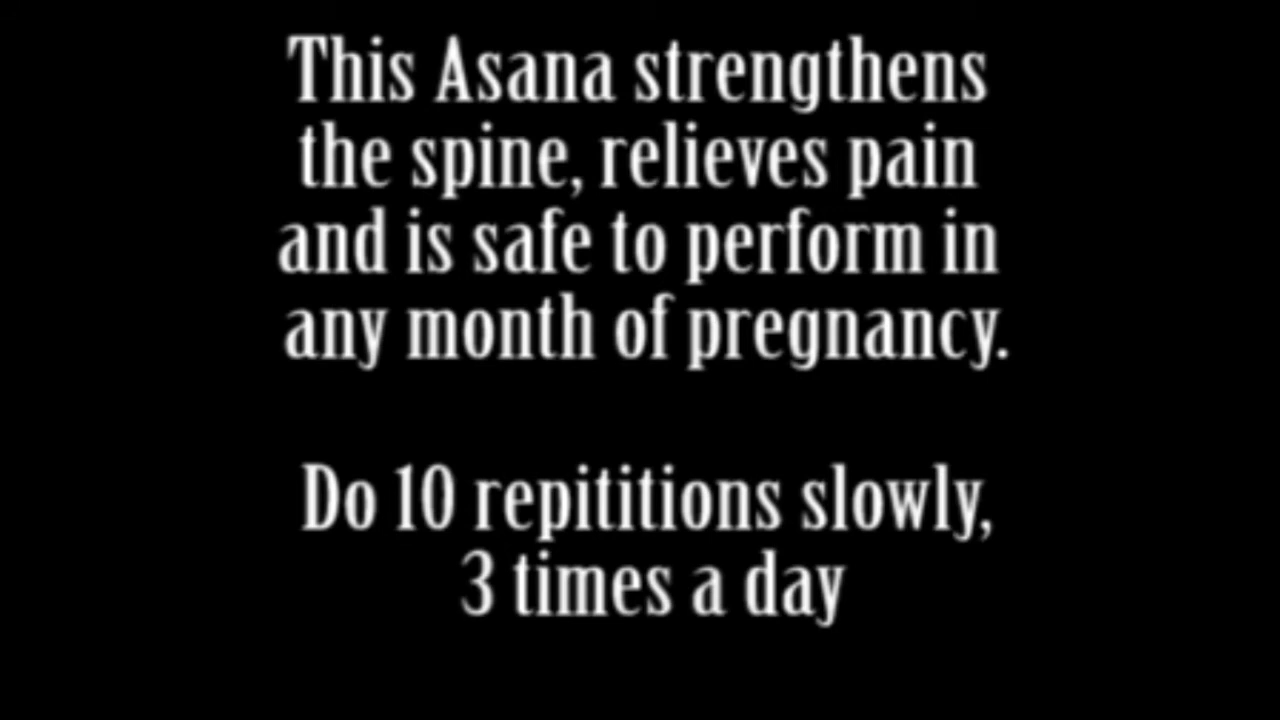 This Asana strengthens
the spine, relieves pain
and is safe to perform in
any month of pregnancy.
Do 10 repititions slowly,
3 times a day